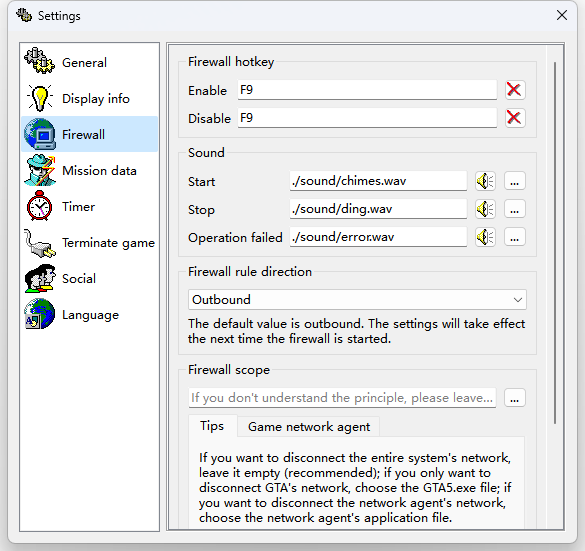 Settings
General
Display info
Firewall
Mission data
Timer
Terminate game
Social
Language
Firewall hotkey
Enable F9
Disable F9
Sound
Start ./sound/chimes.wav ...
Stop ./sound/ding.wav ...
Operation failed ./sound/error.wav ...
Firewall rule direction
Outbound
The default value is outbound. The settings will take effect
the next time the firewall is started.
Firewall scope
If you don't understand the principle, please leave... ...
Tips Game network agent
If you want to disconnect the entire system's network,
leave it empty (recommended); if you only want to
disconnect GTA's network, choose the GTA5.exe file; if
you want to disconnect the network agent's network,
choose the network agent's application file.